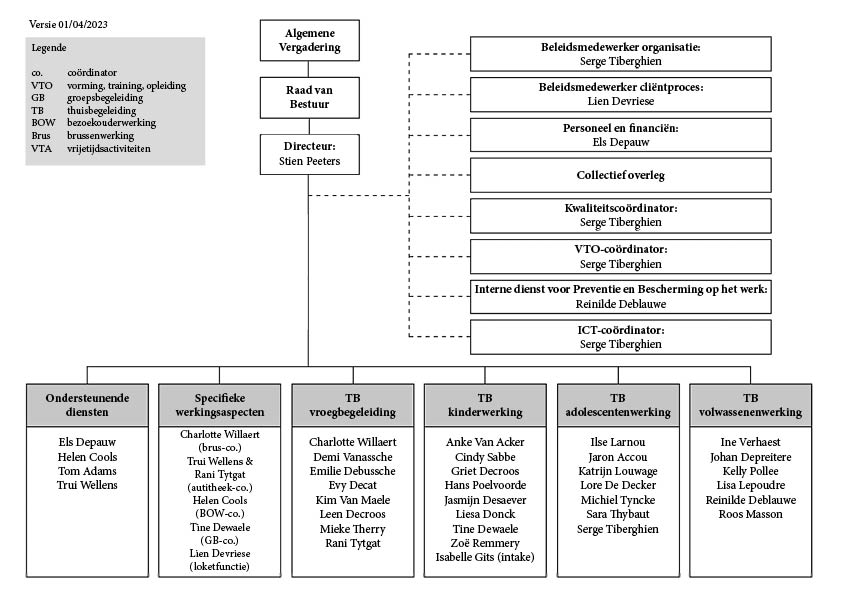 Versie 01/04/2023
Legende
co. coördinator
VTO vorming, training, opleiding
GB groepsbegeleiding
TB thuisbegeleiding
BOW bezoekouderwerking
Brus brussenwerking
VTA vrijetijdsactiviteiten
Algemene
Vergadering
Raad van
Bestuur
Directeur:
Stien Peeters
Beleidsmedewerker organisatie:
Serge Tiberghien
Beleidsmedewerker cliëntproces:
Lien Devriese
Personeel en financiën:
Els Depauw
Collectief overleg
Kwaliteitscoördinator:
Serge Tiberghien
VTO-coördinator:
Serge Tiberghien
Interne dienst voor Preventie en Bescherming op het werk:
Reinilde Deblauwe
ICT-coördinator:
Serge Tiberghien
Ondersteunende
diensten
Els Depauw
Helen Cools
Tom Adams
Trui Wellens
Specifieke
werkingsaspecten
Charlotte Willaert
(brus-co.)
Trui Wellens &
Rani Tytgat
(autitheek-co.)
Helen Cools
(BOW-co.)
Tine Dewaele
(GB-co.)
Lien Devriese
(loketfunctie)
TB
vroegbegeleiding
Charlotte Willaert
Demi Vanassche
Emilie Debussche
Evy Decat
Kim Van Maele
Leen Decroos
Mieke Therry
Rani Tytgat
TB
kinderwerking
Anke Van Acker
Cindy Sabbe
Griet Decroos
Hans Poelvoorde
Jasmijn Desaever
Liesa Donck
Tine Dewaele
Zoë Remmery
Isabelle Gits (intake)
TB
adolescentenwerking
Ilse Larnou
Jaron Accou
Katrijn Louwage
Lore De Decker
Michiel Tyncke
Sara Thybaut
Serge Tiberghien
TB
volwassenenwerking
Ine Verhaest
Johan Depreitere
Kelly Pollee
Lisa Lepoudre
Reinilde Deblauwe
Roos Masson